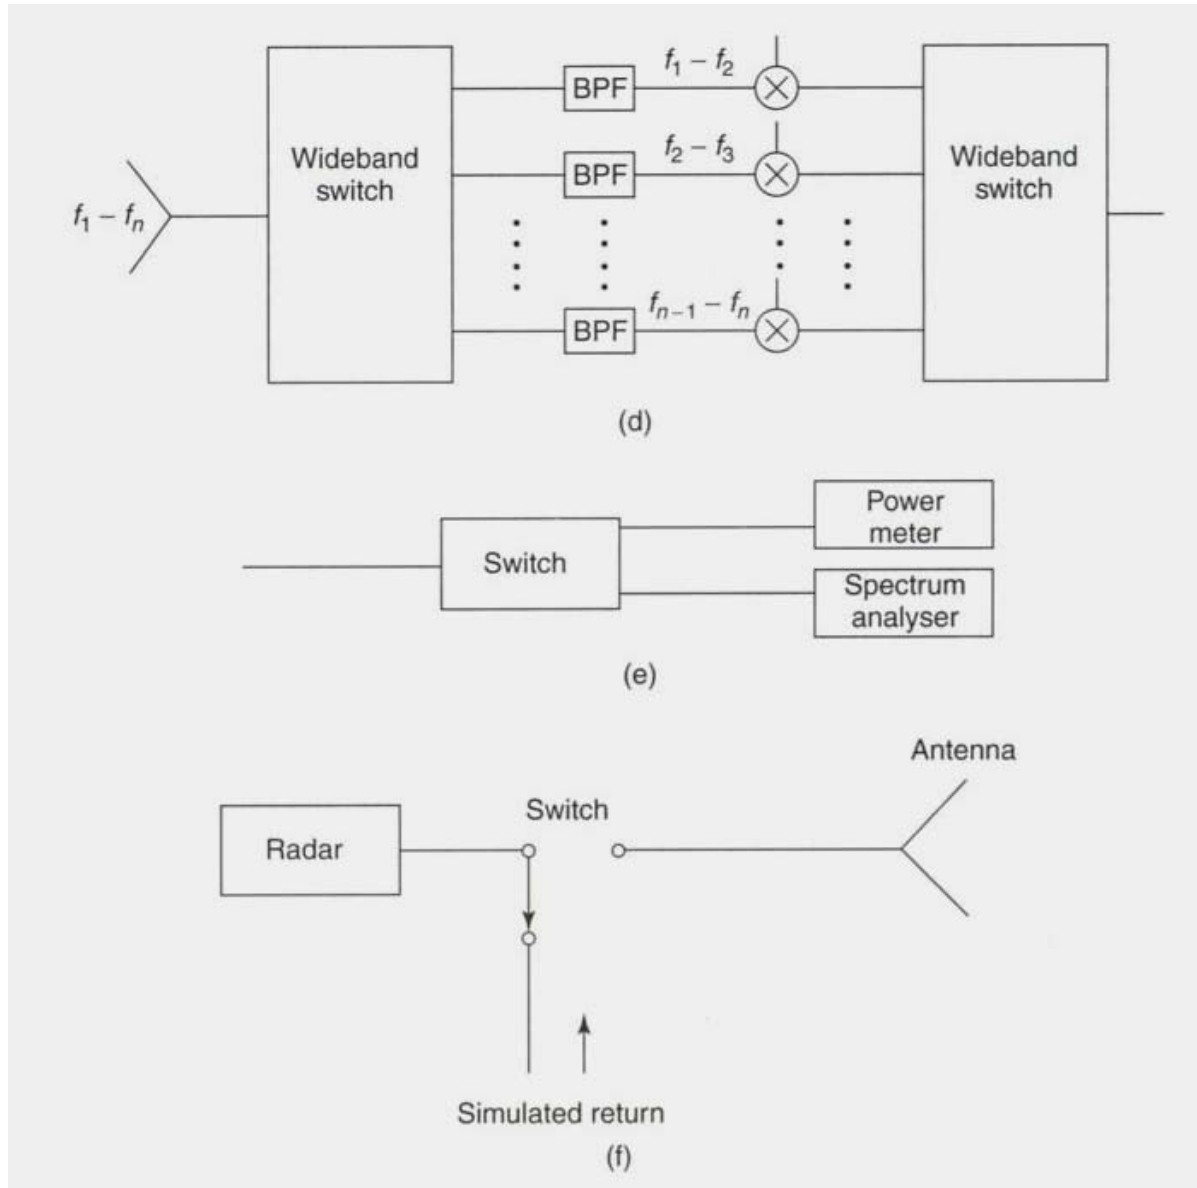 f₁ – f₂
BPF
f₂ – f₃
Wideband
switch
BPF
Wideband
switch
f₁ – fₙ
fₙ₋₁ – fₙ
BPF
(d)
Power
meter
Switch
Spectrum
analyser
(e)
Antenna
Switch
Radar
Simulated return
(f)